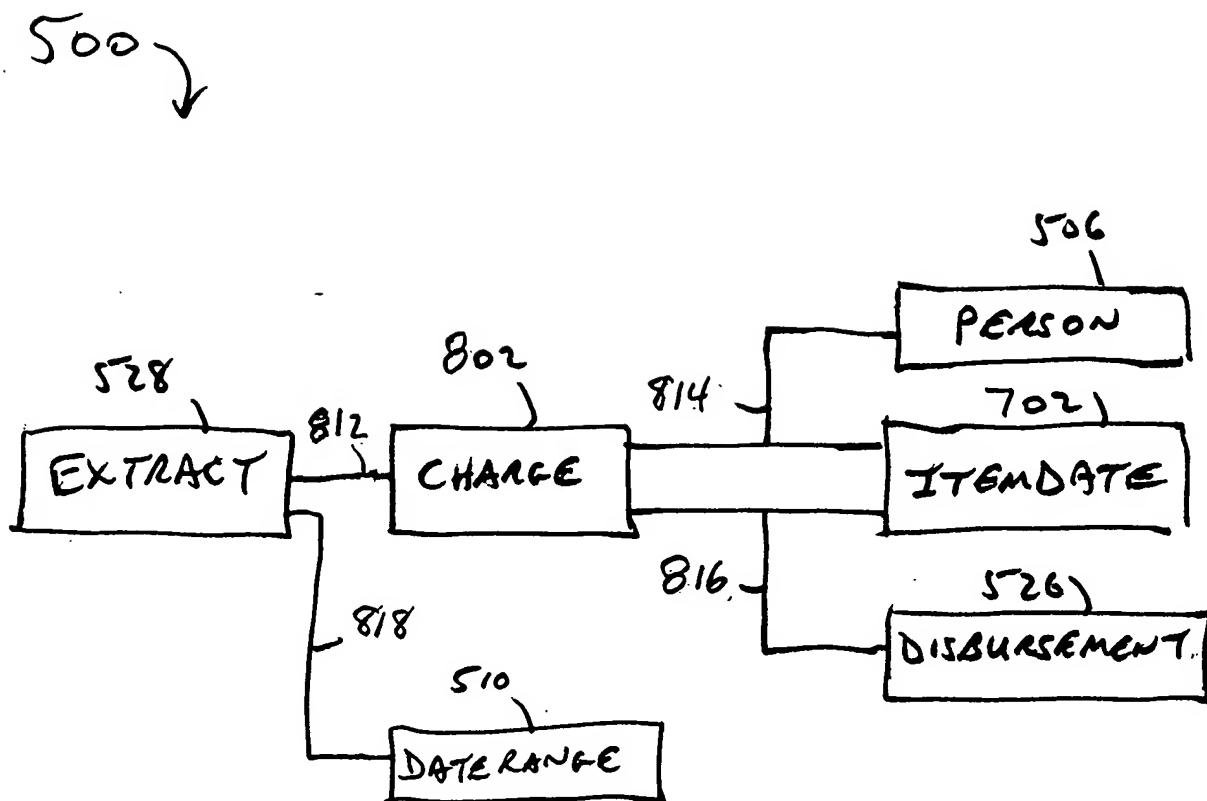 500
506
PERSON
528
812
802
814
702
EXTRACT
CHARGE
ITEMDATE
816
526
818
DISBURSEMENT
510
DATERANGE